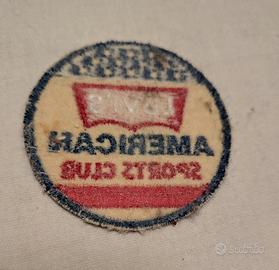 LEVI'S
AMERICAN
SPORTS CLUB
subito